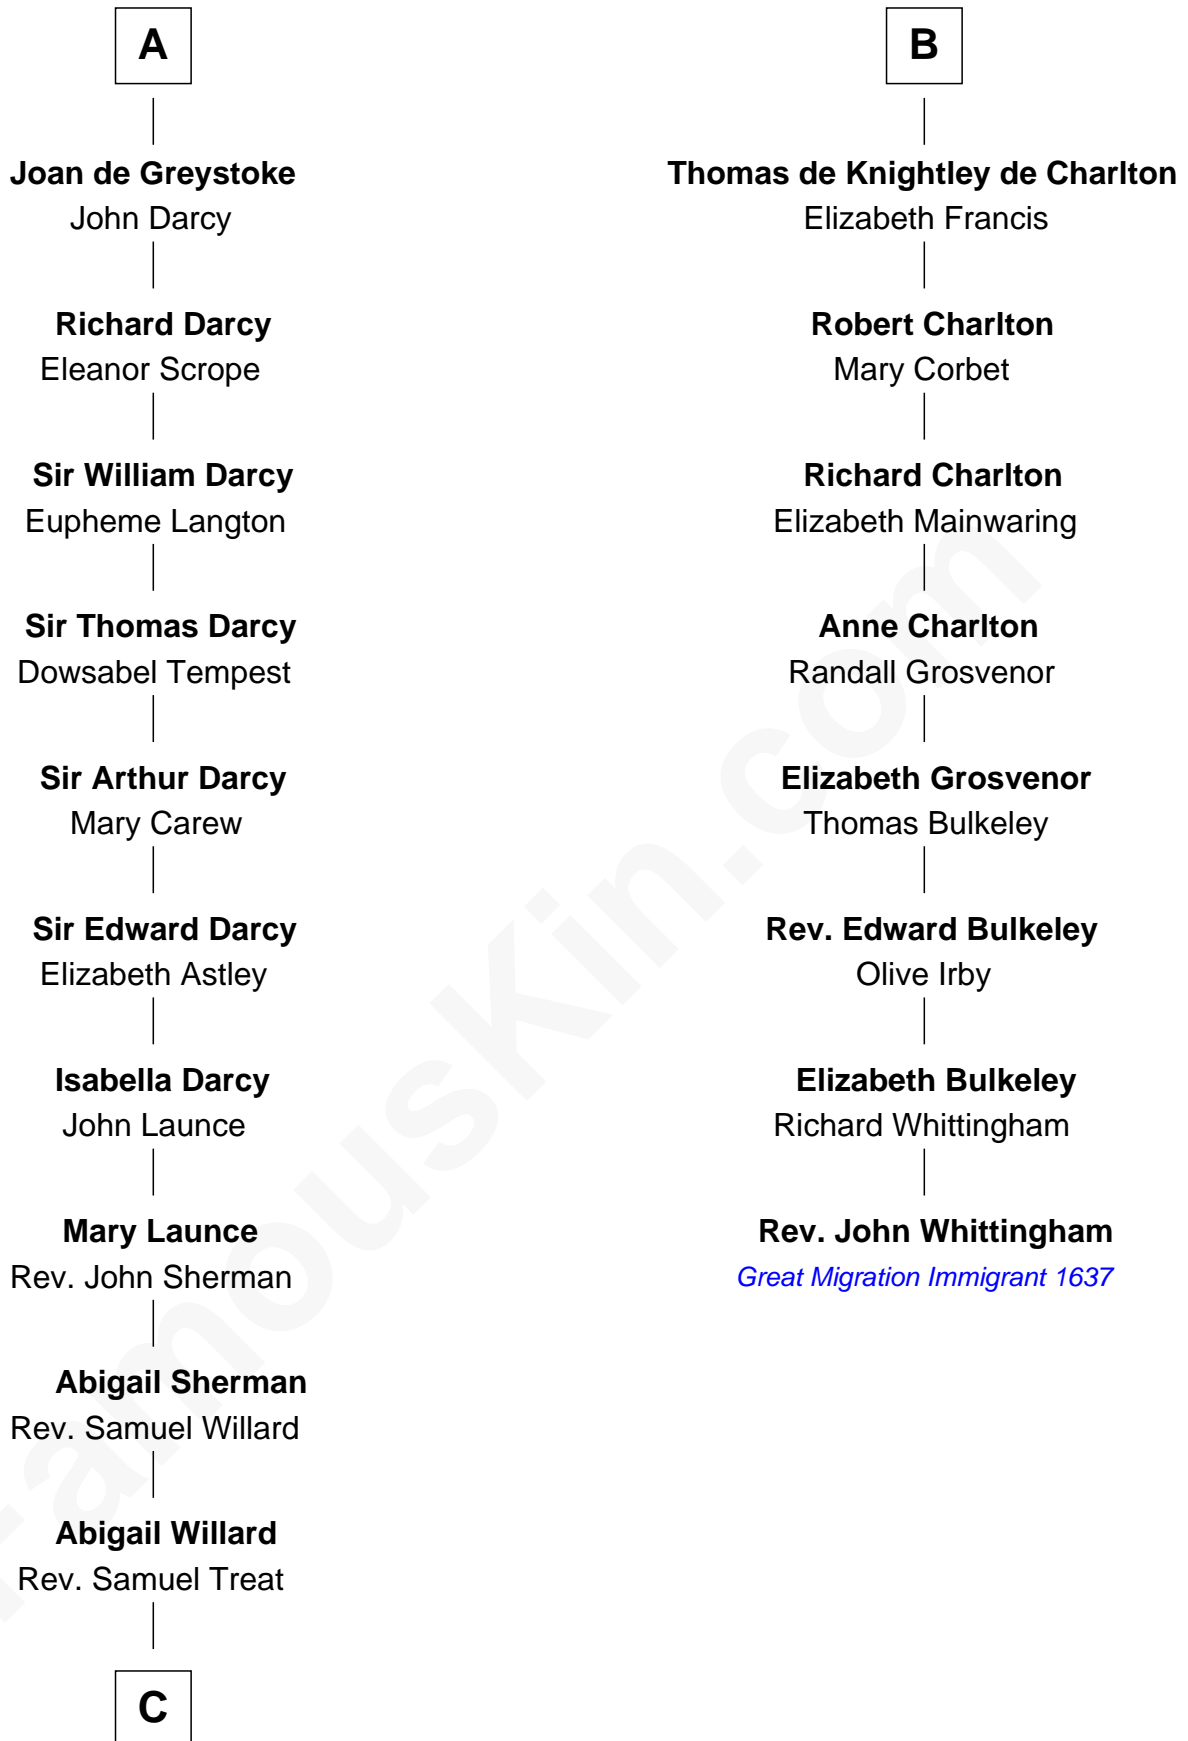 A
Joan de Greystoke
John Darcy
Richard Darcy
Eleanor Scrope
Sir William Darcy
Eupheme Langton
Sir Thomas Darcy
Dowsabel Tempest
Sir Arthur Darcy
Mary Carew
Sir Edward Darcy
Elizabeth Astley
Isabella Darcy
John Launce
Mary Launce
Rev. John Sherman
Abigail Sherman
Rev. Samuel Willard
Abigail Willard
Rev. Samuel Treat
C
B
Thomas de Knightley de Charlton
Elizabeth Francis
Robert Charlton
Mary Corbet
Richard Charlton
Elizabeth Mainwaring
Anne Charlton
Randall Grosvenor
Elizabeth Grosvenor
Thomas Bulkeley
Rev. Edward Bulkeley
Olive Irby
Elizabeth Bulkeley
Richard Whittingham
Rev. John Whittingham
Great Migration Immigrant 1637
FamousKin.com